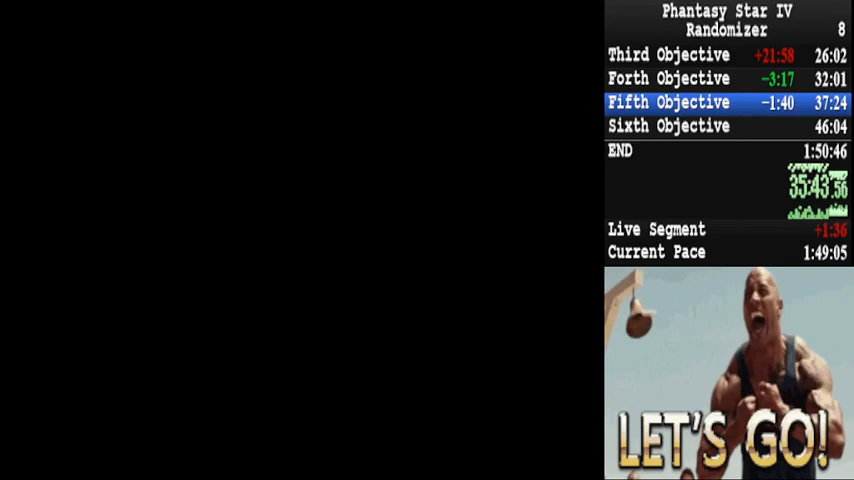 Phantasy Star IV
Randomizer 8
Third Objective +21:58 26:02
Forth Objective −3:17 32:01
Fifth Objective −1:40 37:24
Sixth Objective 46:04
END 1:50:46
35:43.56
Live Segment +1:36
Current Pace 1:49:05
LET'S GO!